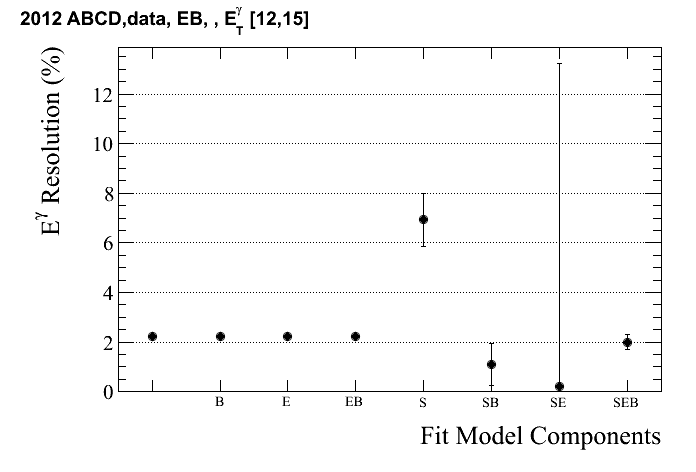 2012 ABCD,data, EB, , E_T^γ [12,15]
E^γ Resolution (%)
12
10
8
6
4
2
0
B E EB S SB SE SEB
Fit Model Components